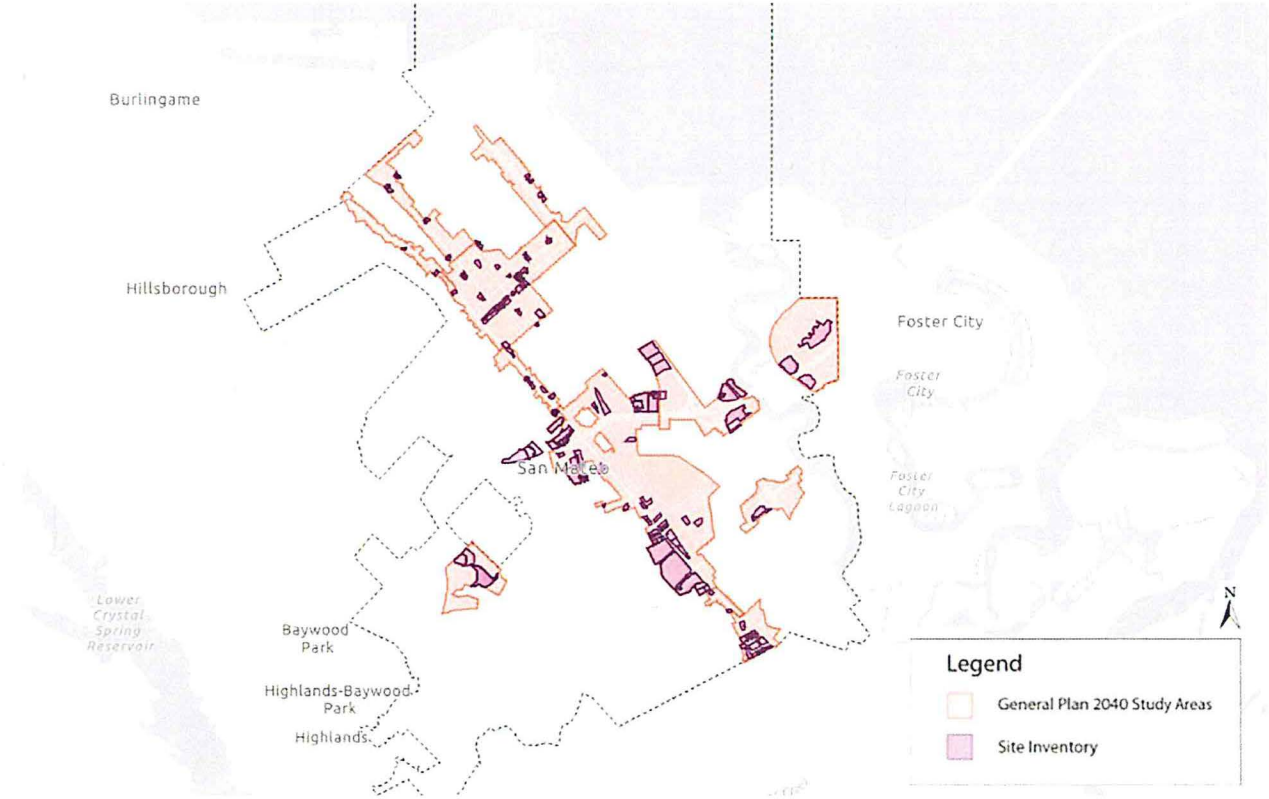 Burlingame
Hillsborough
Foster City
Foster
City
San Mateo
Foster
City
Lagoon
Lower
Crystal
Spring
Reservoir
Baywood
Park
Highlands-Baywood
Park
Highlands
N
Legend
General Plan 2040 Study Areas
Site Inventory